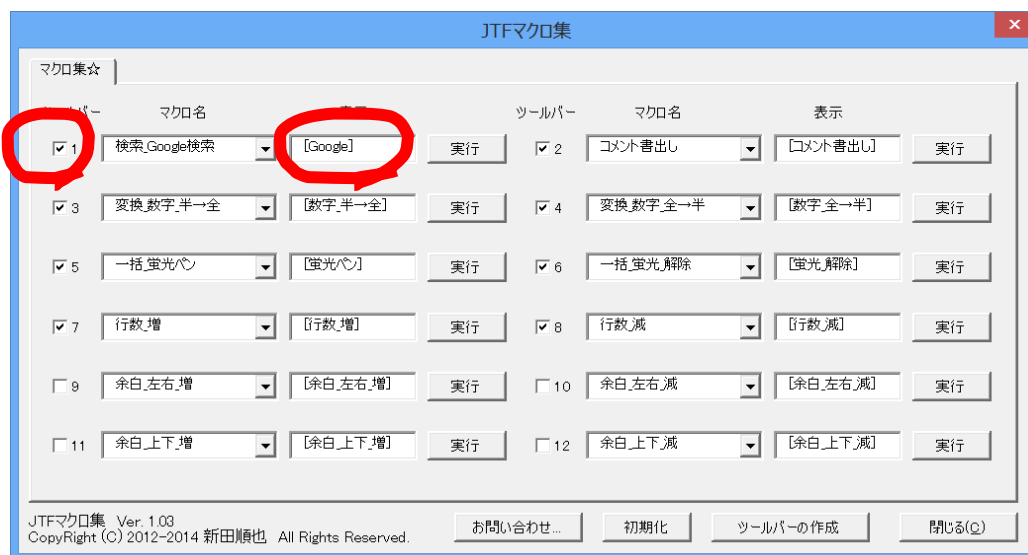 JTFマクロ集
マクロ集☆
ツールバー マクロ名 表示 ツールバー マクロ名 表示
1 検索_Google検索 [Google] 実行 2 コメント書出し [コメント書出し] 実行
3 変換_数字_半→全 [数字_半→全] 実行 4 変換_数字_全→半 [数字_全→半] 実行
5 一括_蛍光ペン [蛍光ペン] 実行 6 一括_蛍光_解除 [蛍光_解除] 実行
7 行数_増 [行数_増] 実行 8 行数_減 [行数_減] 実行
9 余白_左右_増 [余白_左右_増] 実行 10 余白_左右_減 [余白_左右_減] 実行
11 余白_上下_増 [余白_上下_増] 実行 12 余白_上下_減 [余白_上下_減] 実行
JTFマクロ集 Ver. 1.03
CopyRight (C) 2012-2014 新田順也 All Rights Reserved.
お問い合わせ... 初期化 ツールバーの作成 閉じる(C)